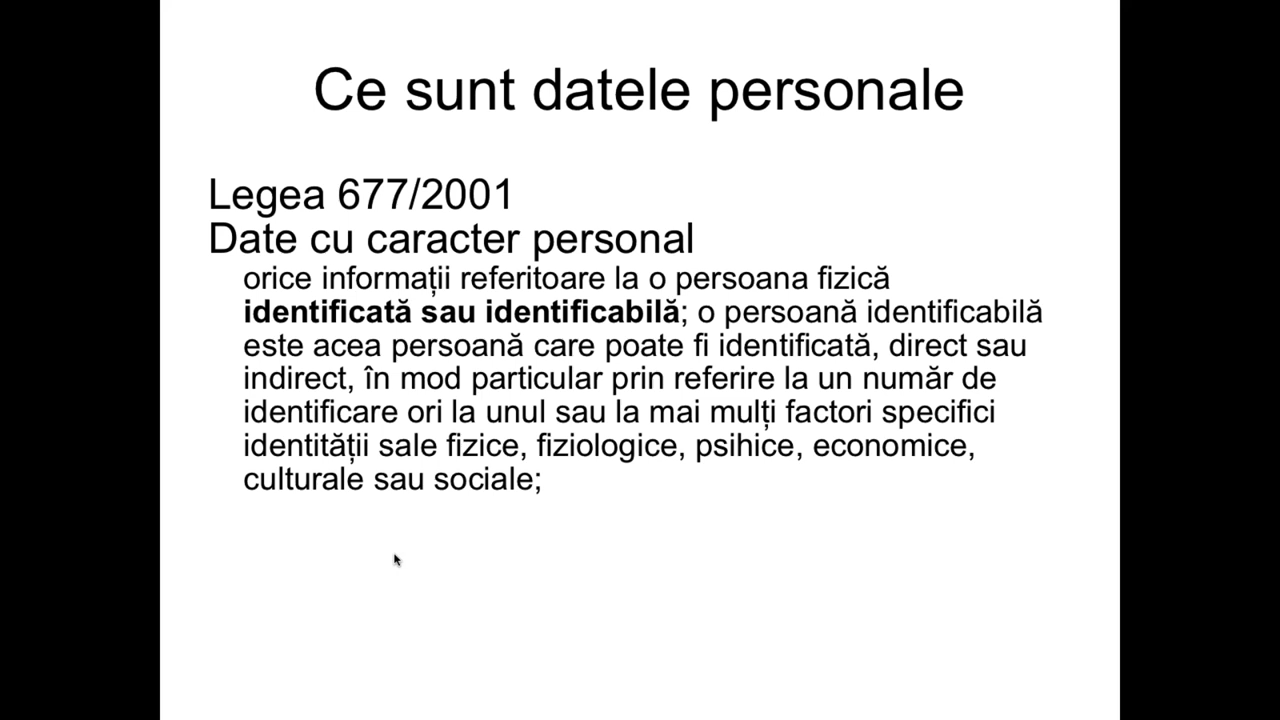 Ce sunt datele personale
Legea 677/2001
Date cu caracter personal
orice informații referitoare la o persoana fizică
identificată sau identificabilă; o persoană identificabilă
este acea persoană care poate fi identificată, direct sau
indirect, în mod particular prin referire la un număr de
identificare ori la unul sau la mai mulți factori specifici
identității sale fizice, fiziologice, psihice, economice,
culturale sau sociale;